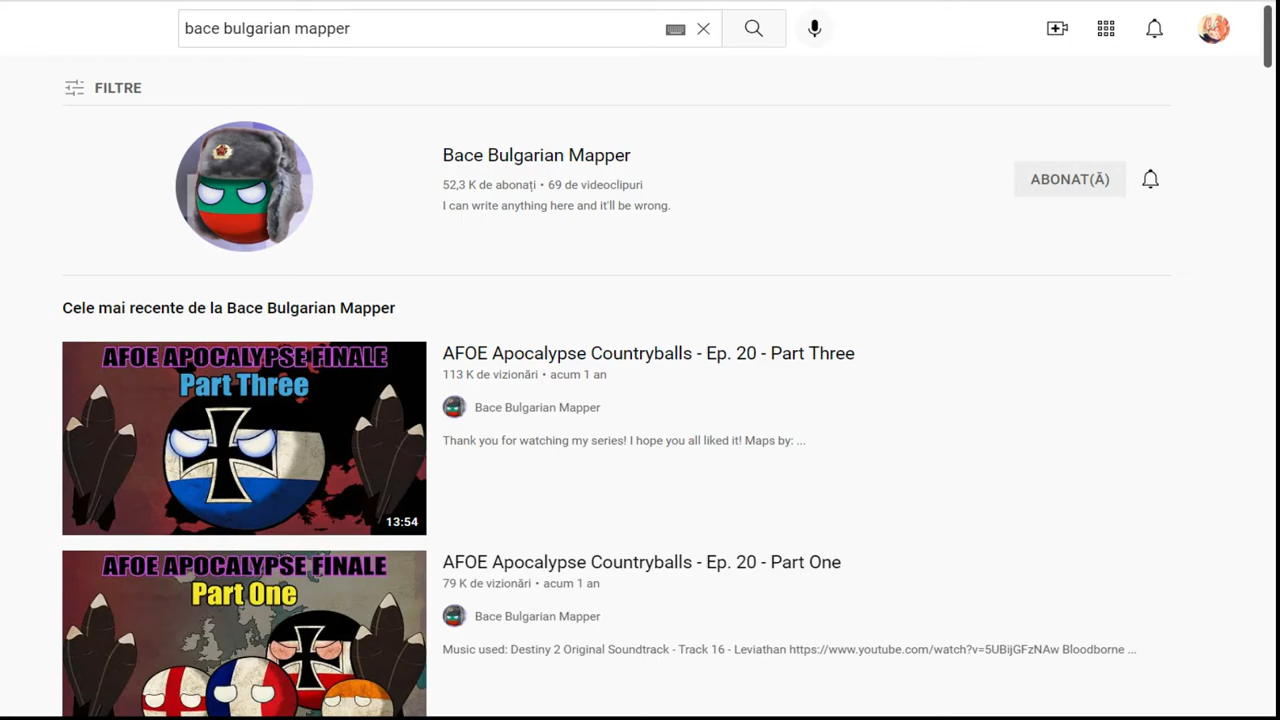 bace bulgarian mapper
FILTRE
Bace Bulgarian Mapper
52,3 K de abonați • 69 de videoclipuri
I can write anything here and it'll be wrong.
ABONAT(Ă)
Cele mai recente de la Bace Bulgarian Mapper
AFOE APOCALYPSE FINALE
Part Three
13:54
AFOE Apocalypse Countryballs - Ep. 20 - Part Three
113 K de vizionări • acum 1 an
Bace Bulgarian Mapper
Thank you for watching my series! I hope you all liked it! Maps by: ...
AFOE APOCALYPSE FINALE
Part One
AFOE Apocalypse Countryballs - Ep. 20 - Part One
79 K de vizionări • acum 1 an
Bace Bulgarian Mapper
Music used: Destiny 2 Original Soundtrack - Track 16 - Leviathan https://www.youtube.com/watch?v=5UBijGFzNAw Bloodborne ...